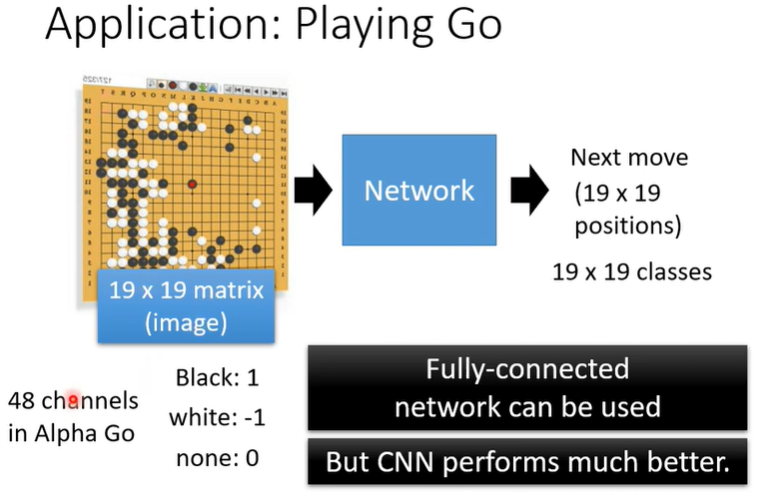 Application: Playing Go
Network
Next move
(19 x 19
positions)
19 x 19 classes
19 x 19 matrix
(image)
48 channels
in Alpha Go
Black: 1
white: -1
none: 0
Fully-connected
network can be used
But CNN performs much better.